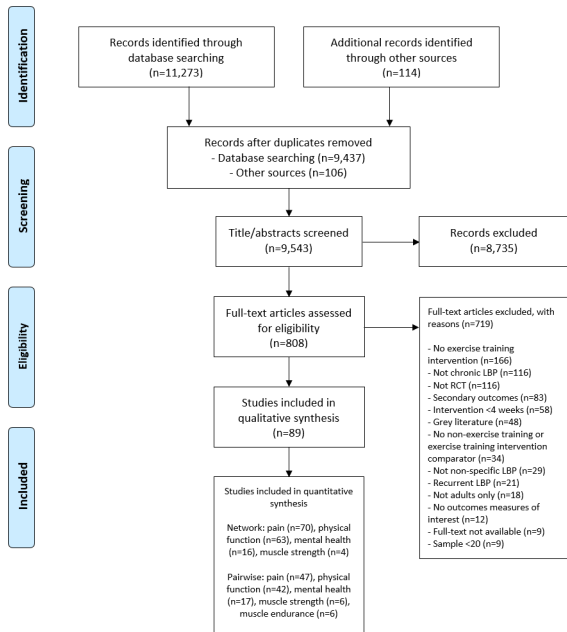 Identification
Records identified through
database searching
(n=11,273)
Additional records identified
through other sources
(n=114)
Records after duplicates removed
- Database searching (n=9,437)
- Other sources (n=106)
Screening
Title/abstracts screened
(n=9,543)
Records excluded
(n=8,735)
Eligibility
Full-text articles assessed
for eligibility
(n=808)
Full-text articles excluded, with
reasons (n=719)
- No exercise training
intervention (n=166)
- Not chronic LBP (n=116)
- Not RCT (n=116)
- Secondary outcomes (n=83)
- Intervention <4 weeks (n=58)
- Grey literature (n=48)
- No non-exercise training or
exercise training intervention
comparator (n=34)
- Not non-specific LBP (n=29)
- Recurrent LBP (n=21)
- Not adults only (n=18)
- No outcomes measures of
interest (n=12)
- Full-text not available (n=9)
- Sample <20 (n=9)
Studies included in
qualitative synthesis
(n=89)
Included
Studies included in quantitative
synthesis
Network: pain (n=70), physical
function (n=63), mental health
(n=16), muscle strength (n=4)
Pairwise: pain (n=47), physical
function (n=42), mental health
(n=17), muscle strength (n=6),
muscle endurance (n=6)